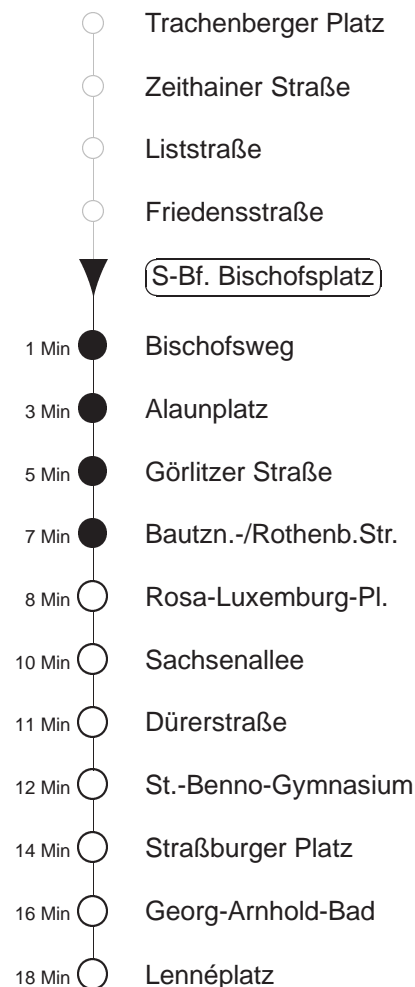 Trachenberger Platz
Zeithainer Straße
Liststraße
Friedensstraße
S-Bf. Bischofsplatz
1 Min Bischofsweg
3 Min Alaunplatz
5 Min Görlitzer Straße
7 Min Bautzn.-/Rothenb.Str.
8 Min Rosa-Luxemburg-Pl.
10 Min Sachsenallee
11 Min Dürerstraße
12 Min St.-Benno-Gymnasium
14 Min Straßburger Platz
16 Min Georg-Arnhold-Bad
18 Min Lennéplatz